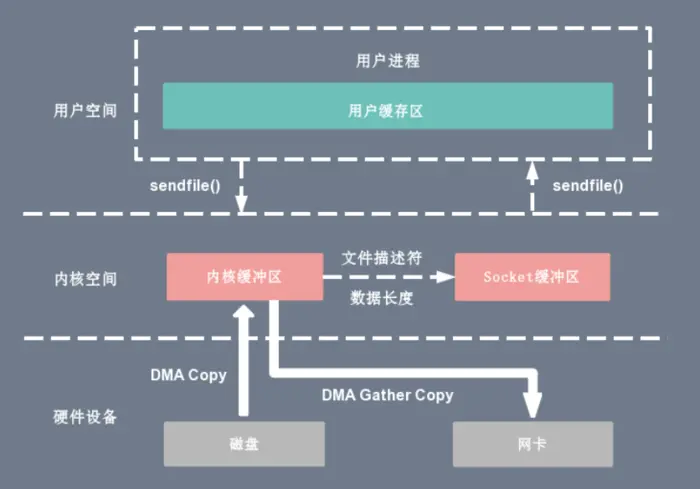 用户进程
用户空间
用户缓存区
sendfile()
sendfile()
文件描述符
内核空间
内核缓冲区
Socket缓冲区
数据长度
DMA Copy
DMA Gather Copy
硬件设备
磁盘
网卡